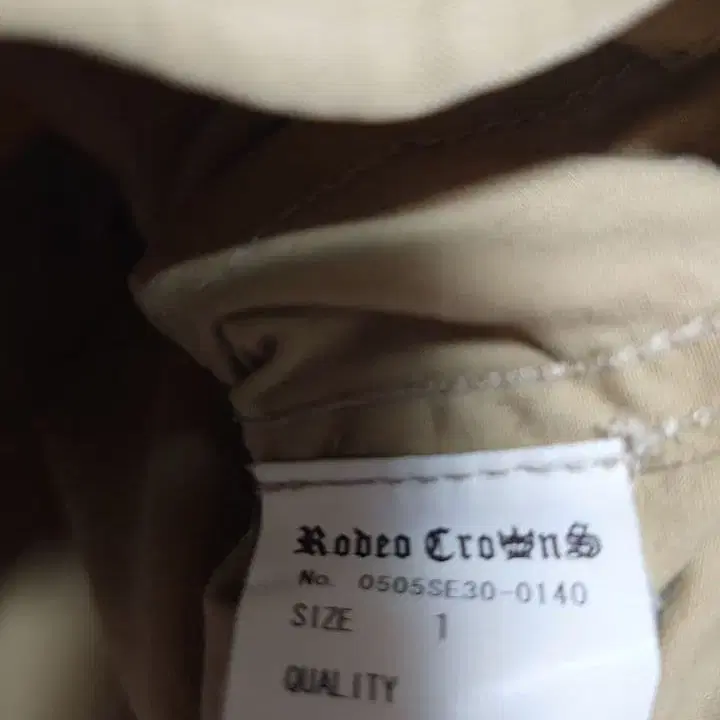 Rodeo CrownS
No. 0505SE30-0140
SIZE 1
QUALITY